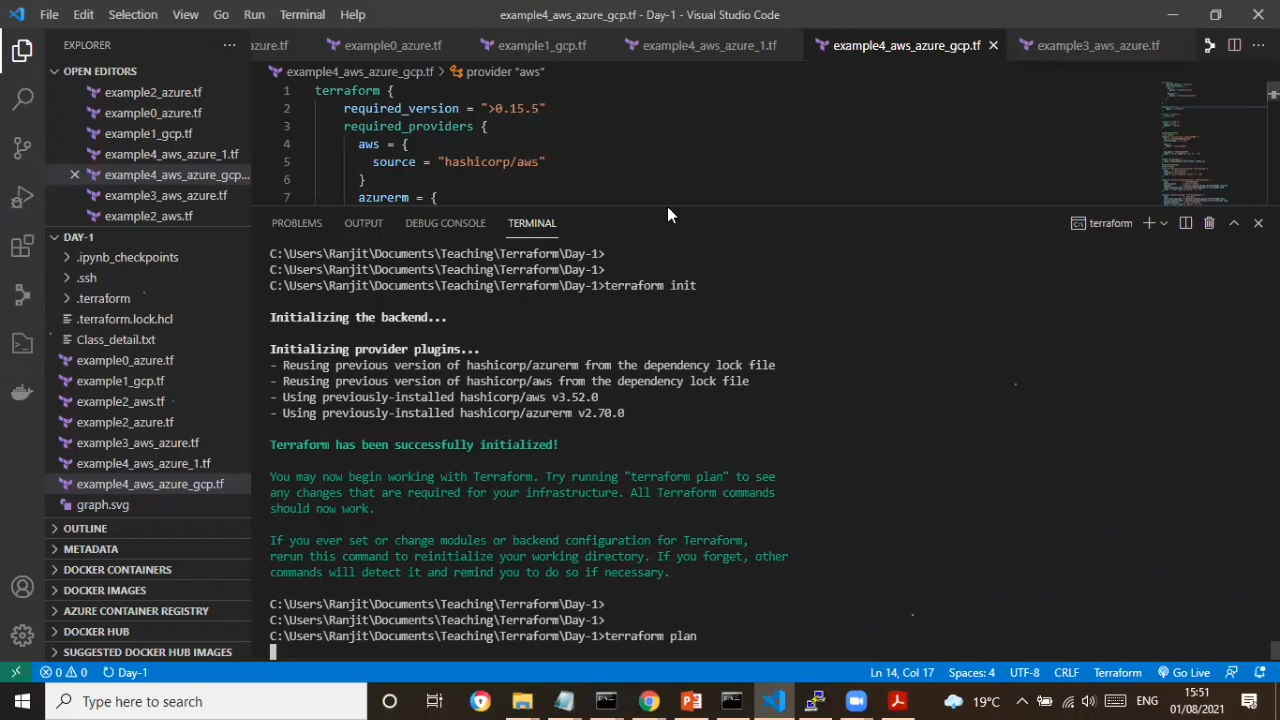 File Edit Selection View Go Run Terminal Help
example4_aws_azure_gcp.tf - Day-1 - Visual Studio Code
EXPLORER
azure.tf example0_azure.tf example1_gcp.tf example4_aws_azure_1.tf example4_aws_azure_gcp.tf example3_aws_azure.tf
OPEN EDITORS
example2_azure.tf
example0_azure.tf
example1_gcp.tf
example4_aws_azure_1.tf
example4_aws_azure_gcp...
example3_aws_azure.tf
example2_aws.tf
DAY-1
.ipynb_checkpoints
.ssh
.terraform
.terraform.lock.hcl
Class_detail.txt
example0_azure.tf
example1_gcp.tf
example2_aws.tf
example2_azure.tf
example3_aws_azure.tf
example4_aws_azure_1.tf
example4_aws_azure_gcp.tf
graph.svg
OUTLINE
METADATA
DOCKER CONTAINERS
DOCKER IMAGES
AZURE CONTAINER REGISTRY
DOCKER HUB
SUGGESTED DOCKER HUB IMAGES
example4_aws_azure_gcp.tf > provider "aws"
1 terraform {
2 required_version = ">0.15.5"
3 required_providers {
4 aws = {
5 source = "hashicorp/aws"
6 }
7 azurerm = {
PROBLEMS OUTPUT DEBUG CONSOLE TERMINAL
terraform
C:\Users\Ranjit\Documents\Teaching\Terraform\Day-1>
C:\Users\Ranjit\Documents\Teaching\Terraform\Day-1>
C:\Users\Ranjit\Documents\Teaching\Terraform\Day-1>terraform init
Initializing the backend...
Initializing provider plugins...
- Reusing previous version of hashicorp/azurerm from the dependency lock file
- Reusing previous version of hashicorp/aws from the dependency lock file
- Using previously-installed hashicorp/aws v3.52.0
- Using previously-installed hashicorp/azurerm v2.70.0
Terraform has been successfully initialized!
You may now begin working with Terraform. Try running "terraform plan" to see
any changes that are required for your infrastructure. All Terraform commands
should now work.
If you ever set or change modules or backend configuration for Terraform,
rerun this command to reinitialize your working directory. If you forget, other
commands will detect it and remind you to do so if necessary.
C:\Users\Ranjit\Documents\Teaching\Terraform\Day-1>
C:\Users\Ranjit\Documents\Teaching\Terraform\Day-1>
C:\Users\Ranjit\Documents\Teaching\Terraform\Day-1>terraform plan
0 0 Day-1
Ln 14, Col 17 Spaces: 4 UTF-8 CRLF Terraform Go Live
Type here to search
19°C ENG 15:51
01/08/2021